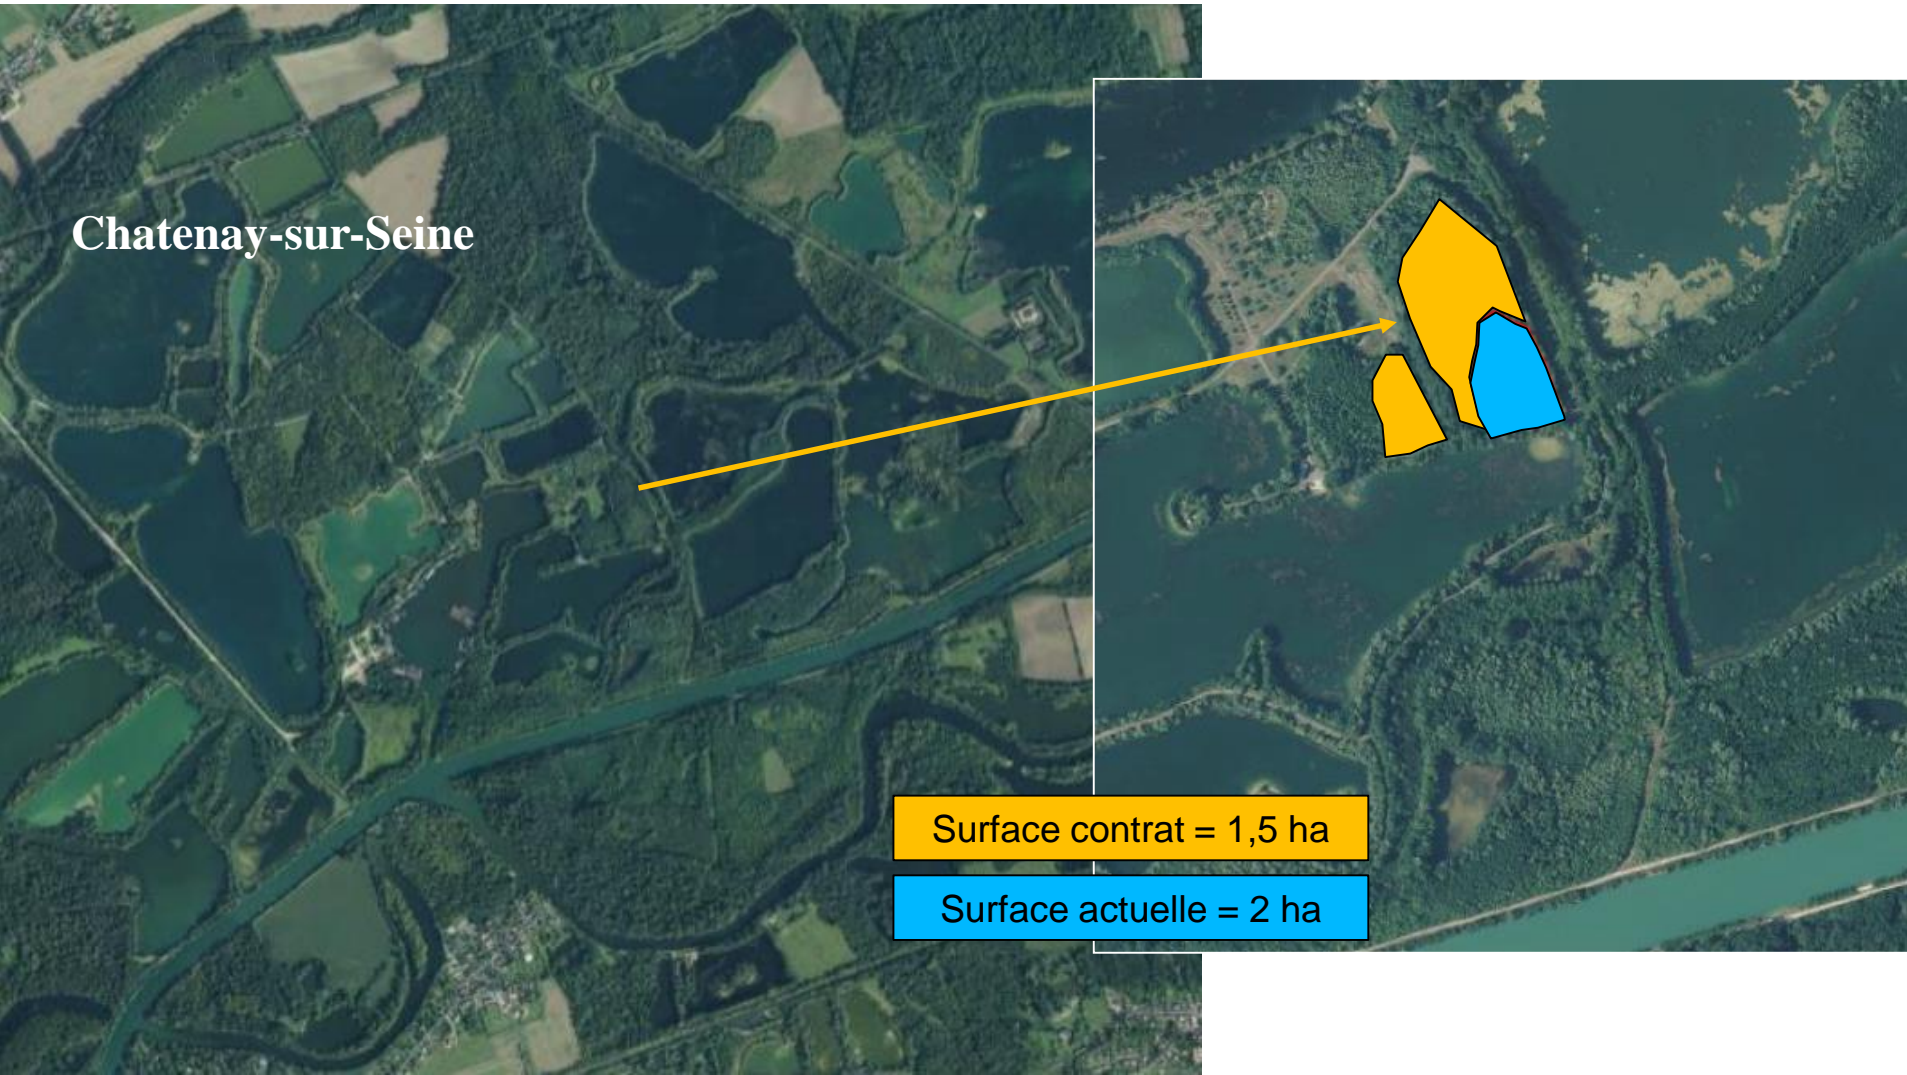 Chatenay-sur-Seine
Surface contrat = 1,5 ha
Surface actuelle = 2 ha